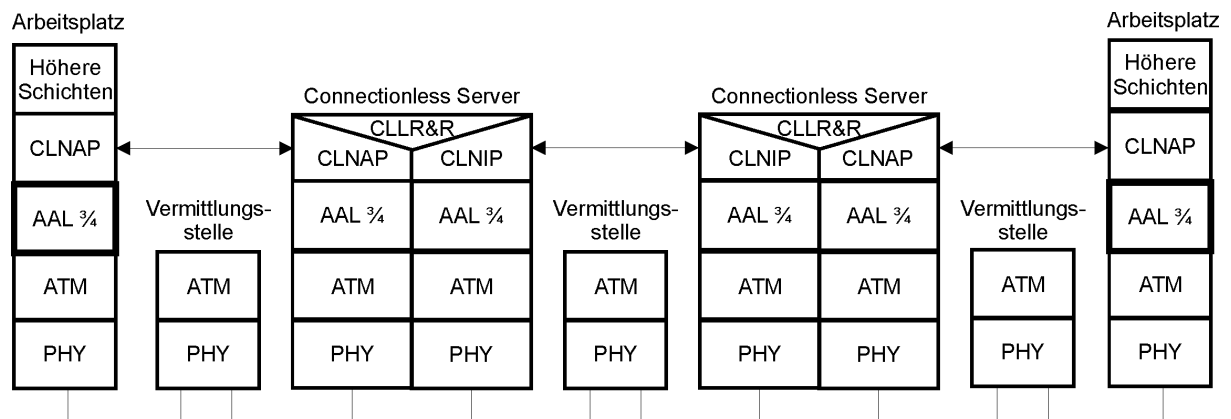 Arbeitsplatz
Höhere
Schichten
CLNAP
AAL ¾
ATM
PHY
Vermittlungs-
stelle
ATM
PHY
Connectionless Server
CLLR&R
CLNAP
CLNIP
AAL ¾
AAL ¾
ATM
ATM
PHY
PHY
Vermittlungs-
stelle
ATM
PHY
Connectionless Server
CLLR&R
CLNIP
CLNAP
AAL ¾
AAL ¾
ATM
ATM
PHY
PHY
Vermittlungs-
stelle
ATM
PHY
Arbeitsplatz
Höhere
Schichten
CLNAP
AAL ¾
ATM
PHY